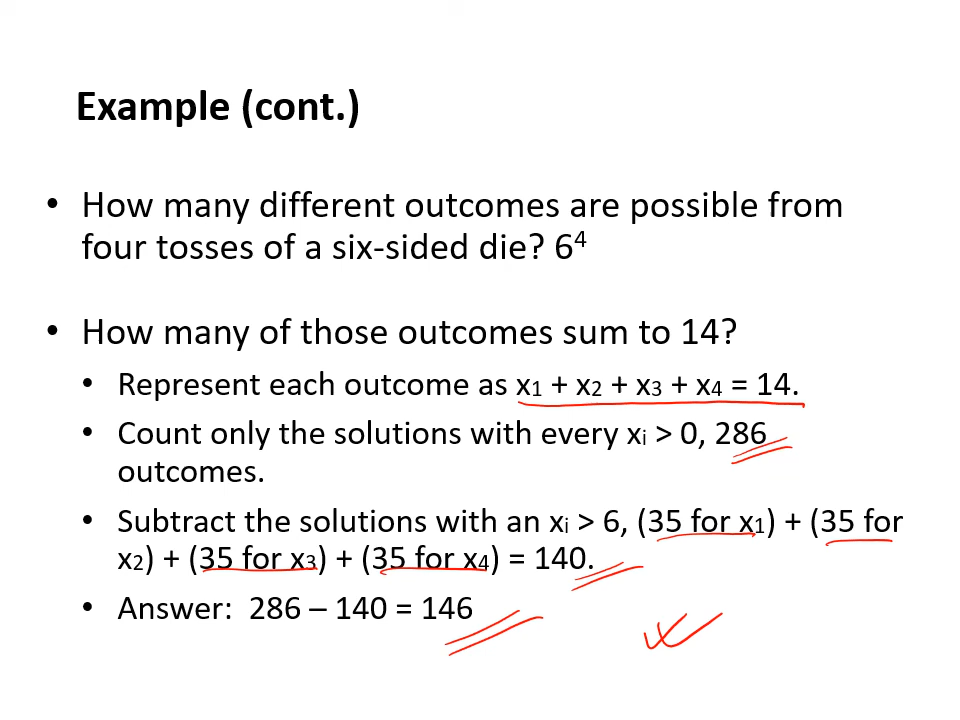 Example (cont.)
• How many different outcomes are possible from
four tosses of a six-sided die? 6⁴
• How many of those outcomes sum to 14?
• Represent each outcome as x₁ + x₂ + x₃ + x₄ = 14.
• Count only the solutions with every xᵢ > 0, 286
outcomes.
• Subtract the solutions with an xᵢ > 6, (35 for x₁) + (35 for
x₂) + (35 for x₃) + (35 for x₄) = 140.
• Answer: 286 – 140 = 146